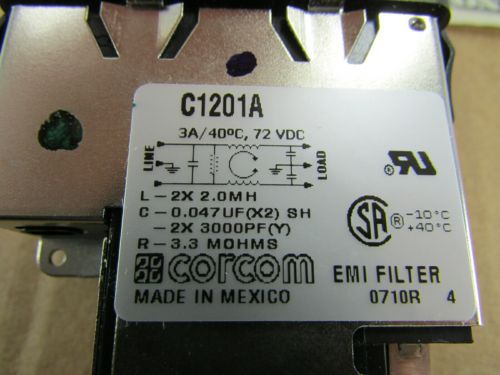 C1201A
3A/40ºC, 72 VDC
LINE
LOAD
L-2X 2.0MH
C-0.047UF(X2) SH
-2X 3000PF(Y)
R-3.3 MOHMS
corcom
MADE IN MEXICO
SA ® -10°C
+40°C
EMI FILTER
0710R 4